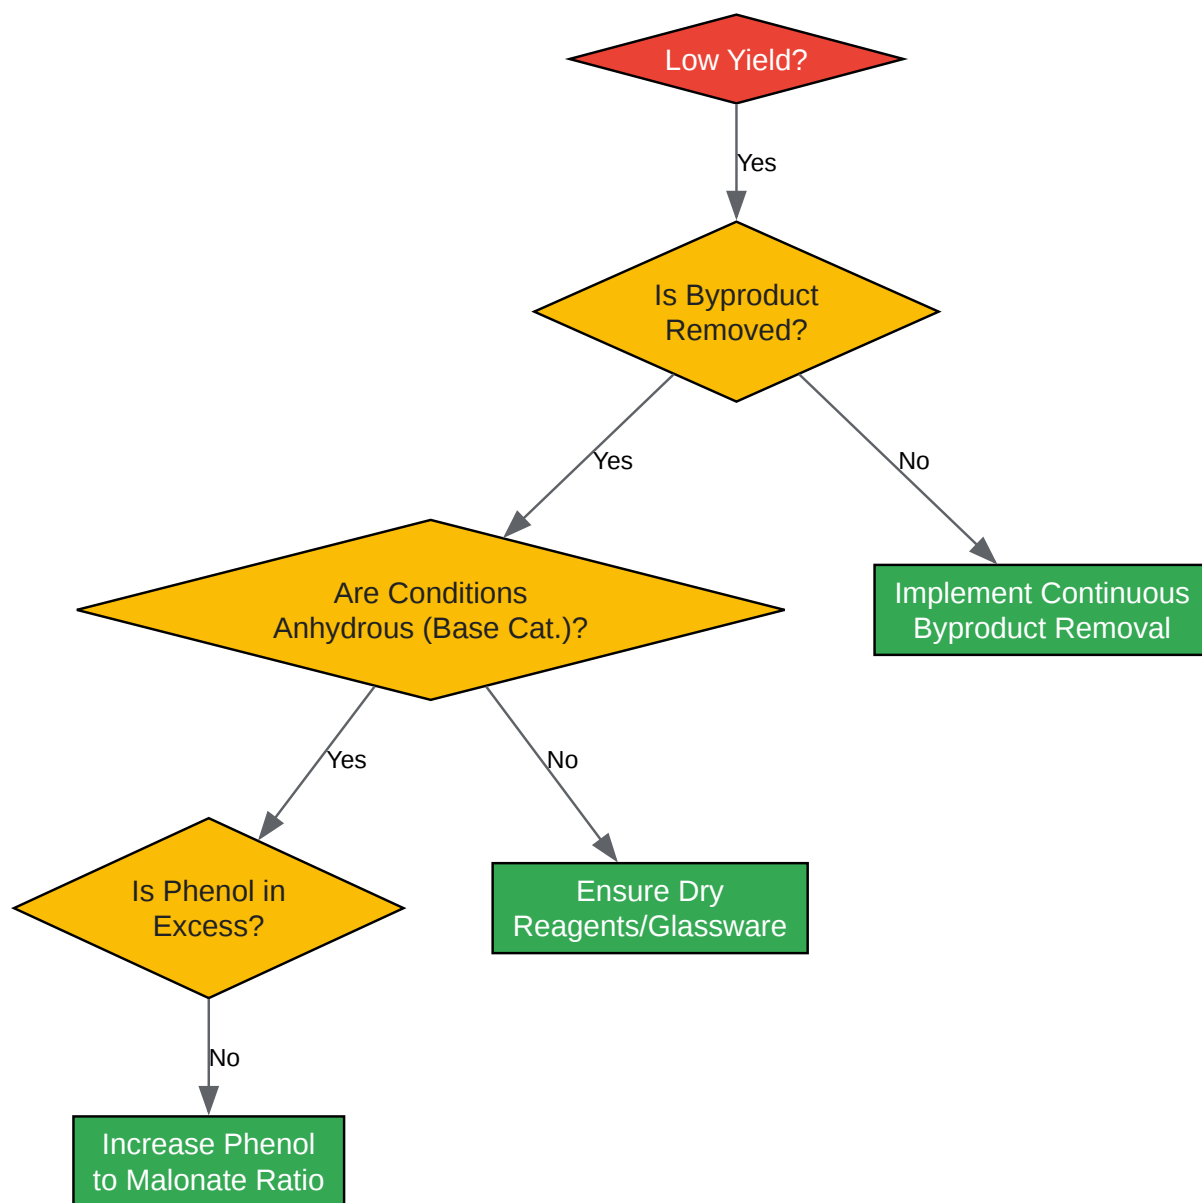 Low Yield?
Yes
Is Byproduct
Removed?
Yes
No
Are Conditions
Anhydrous (Base Cat.)?
Implement Continuous
Byproduct Removal
Yes
No
Is Phenol in
Excess?
Ensure Dry
Reagents/Glassware
No
Increase Phenol
to Malonate Ratio